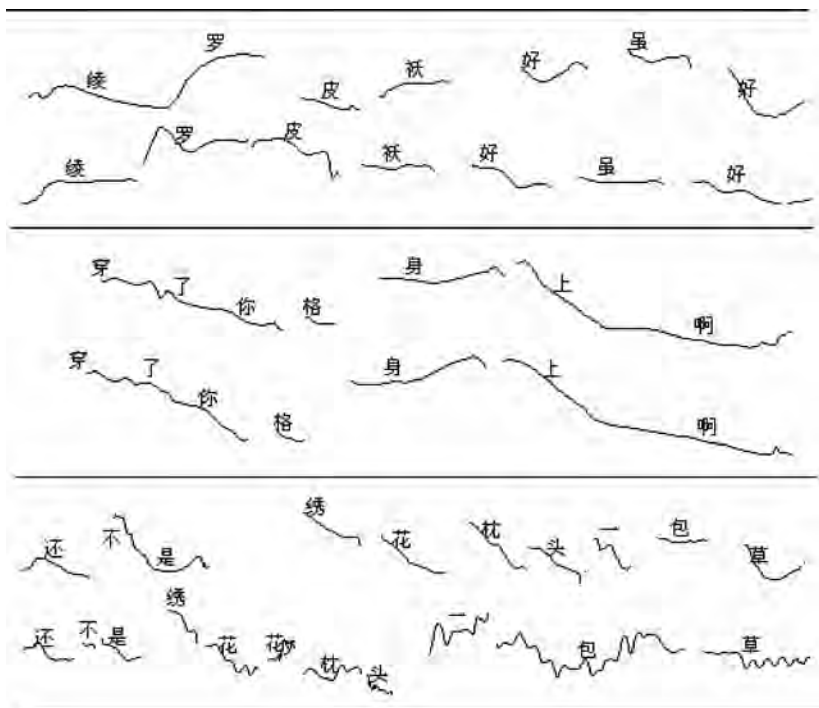 绫罗皮袄好虽好
绫罗皮袄好虽好
穿了你格身上啊
穿了你格身上啊
还不是绣花枕头一包草
还不是绣花花枕头一包草